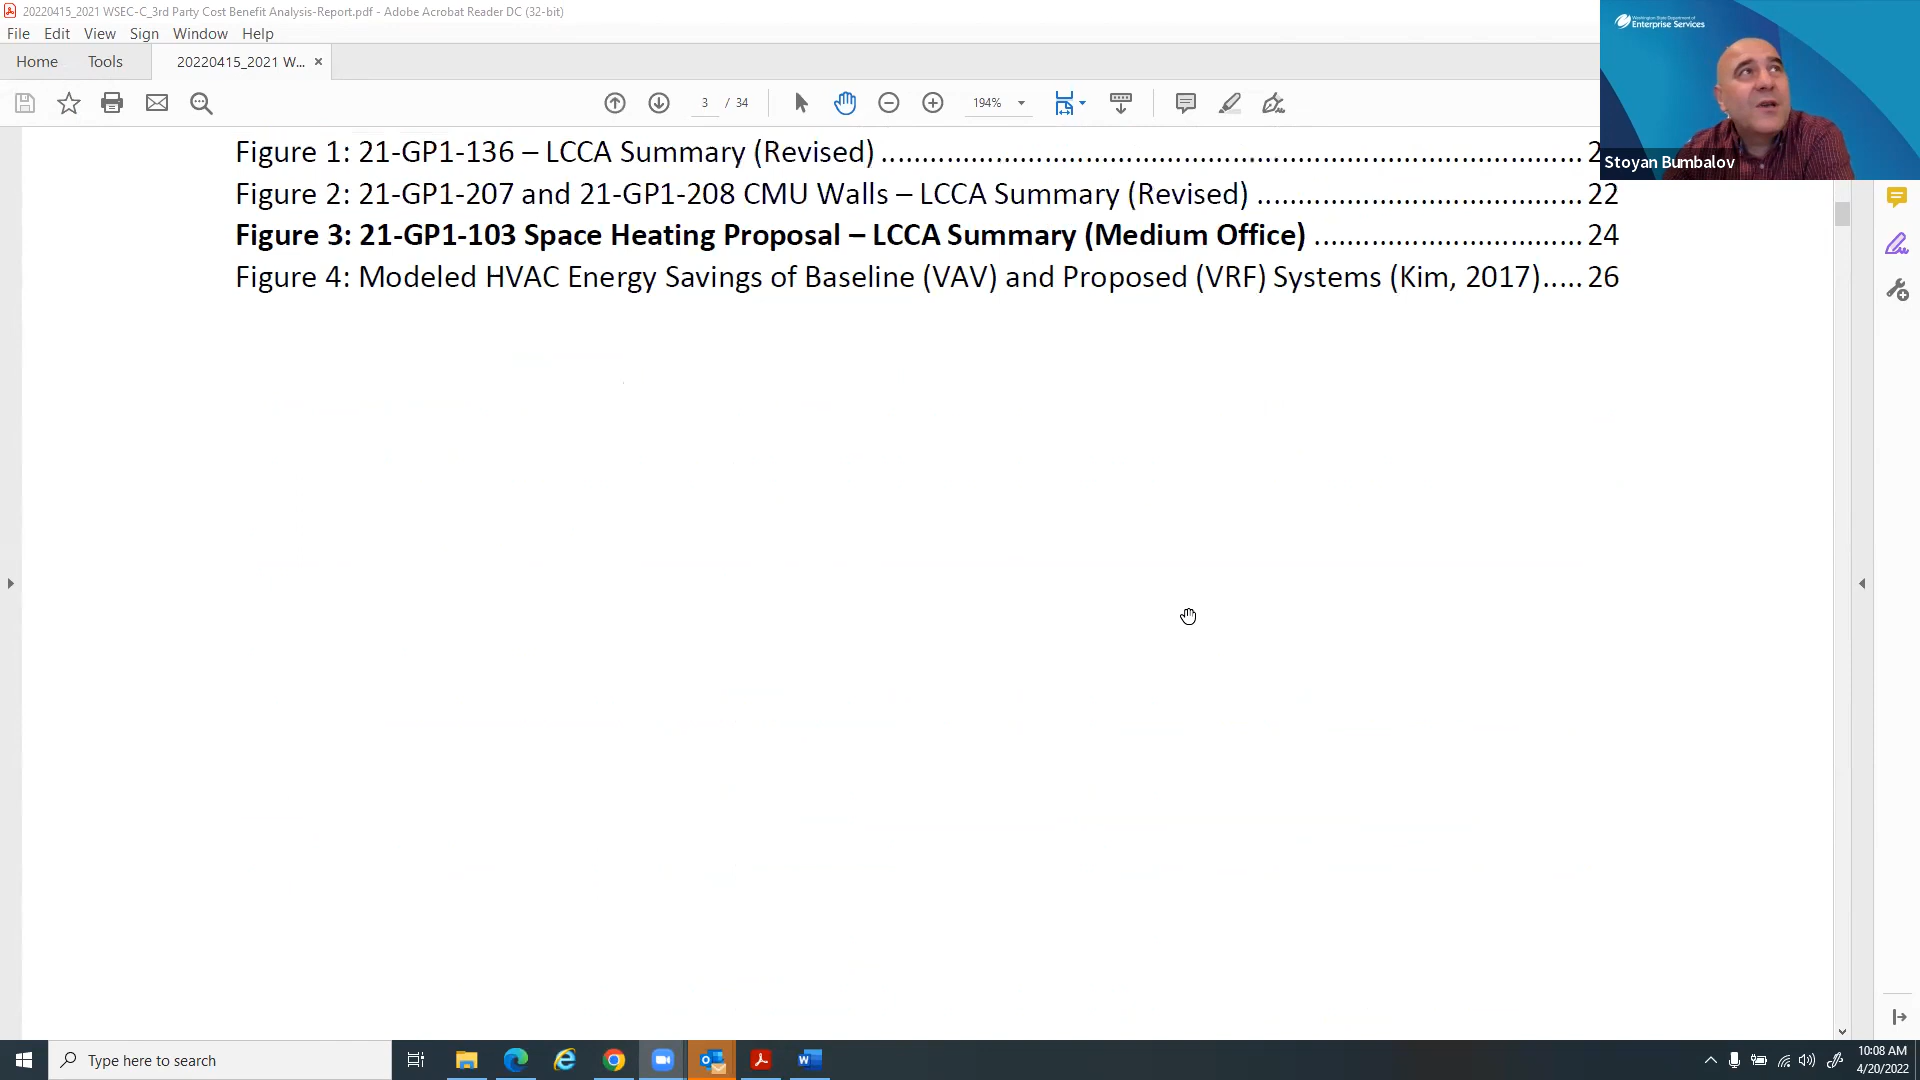 20220415_2021 WSEC-C_3rd Party Cost Benefit Analysis-Report.pdf - Adobe Acrobat Reader DC (32-bit)
File Edit View Sign Window Help
Home Tools 20220415_2021 W... ×
3 / 34 194%
Washington State Department of
Enterprise Services
Stoyan Bumbalov
Figure 1: 21-GP1-136 – LCCA Summary (Revised) ........................................................................................ 2
Figure 2: 21-GP1-207 and 21-GP1-208 CMU Walls – LCCA Summary (Revised) ........................................ 22
Figure 3: 21-GP1-103 Space Heating Proposal – LCCA Summary (Medium Office) ................................. 24
Figure 4: Modeled HVAC Energy Savings of Baseline (VAV) and Proposed (VRF) Systems (Kim, 2017)..... 26
Type here to search
10:08 AM
4/20/2022